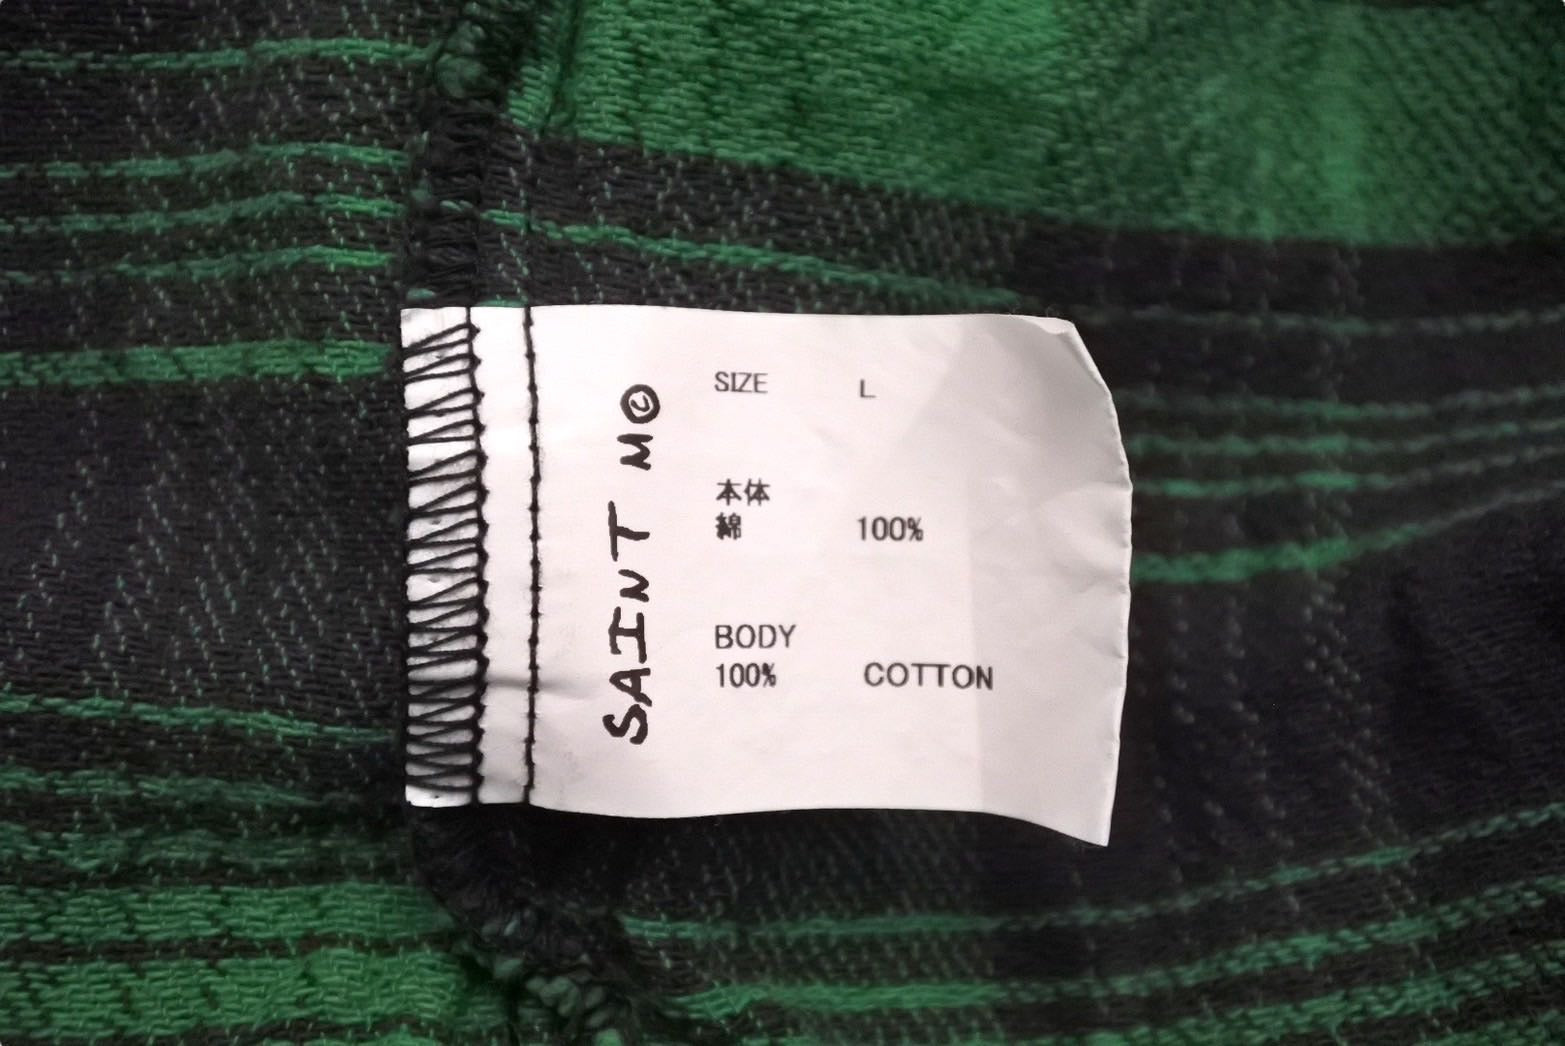 SAINT M©
SIZE L
本体
綿 100%
BODY
100% COTTON